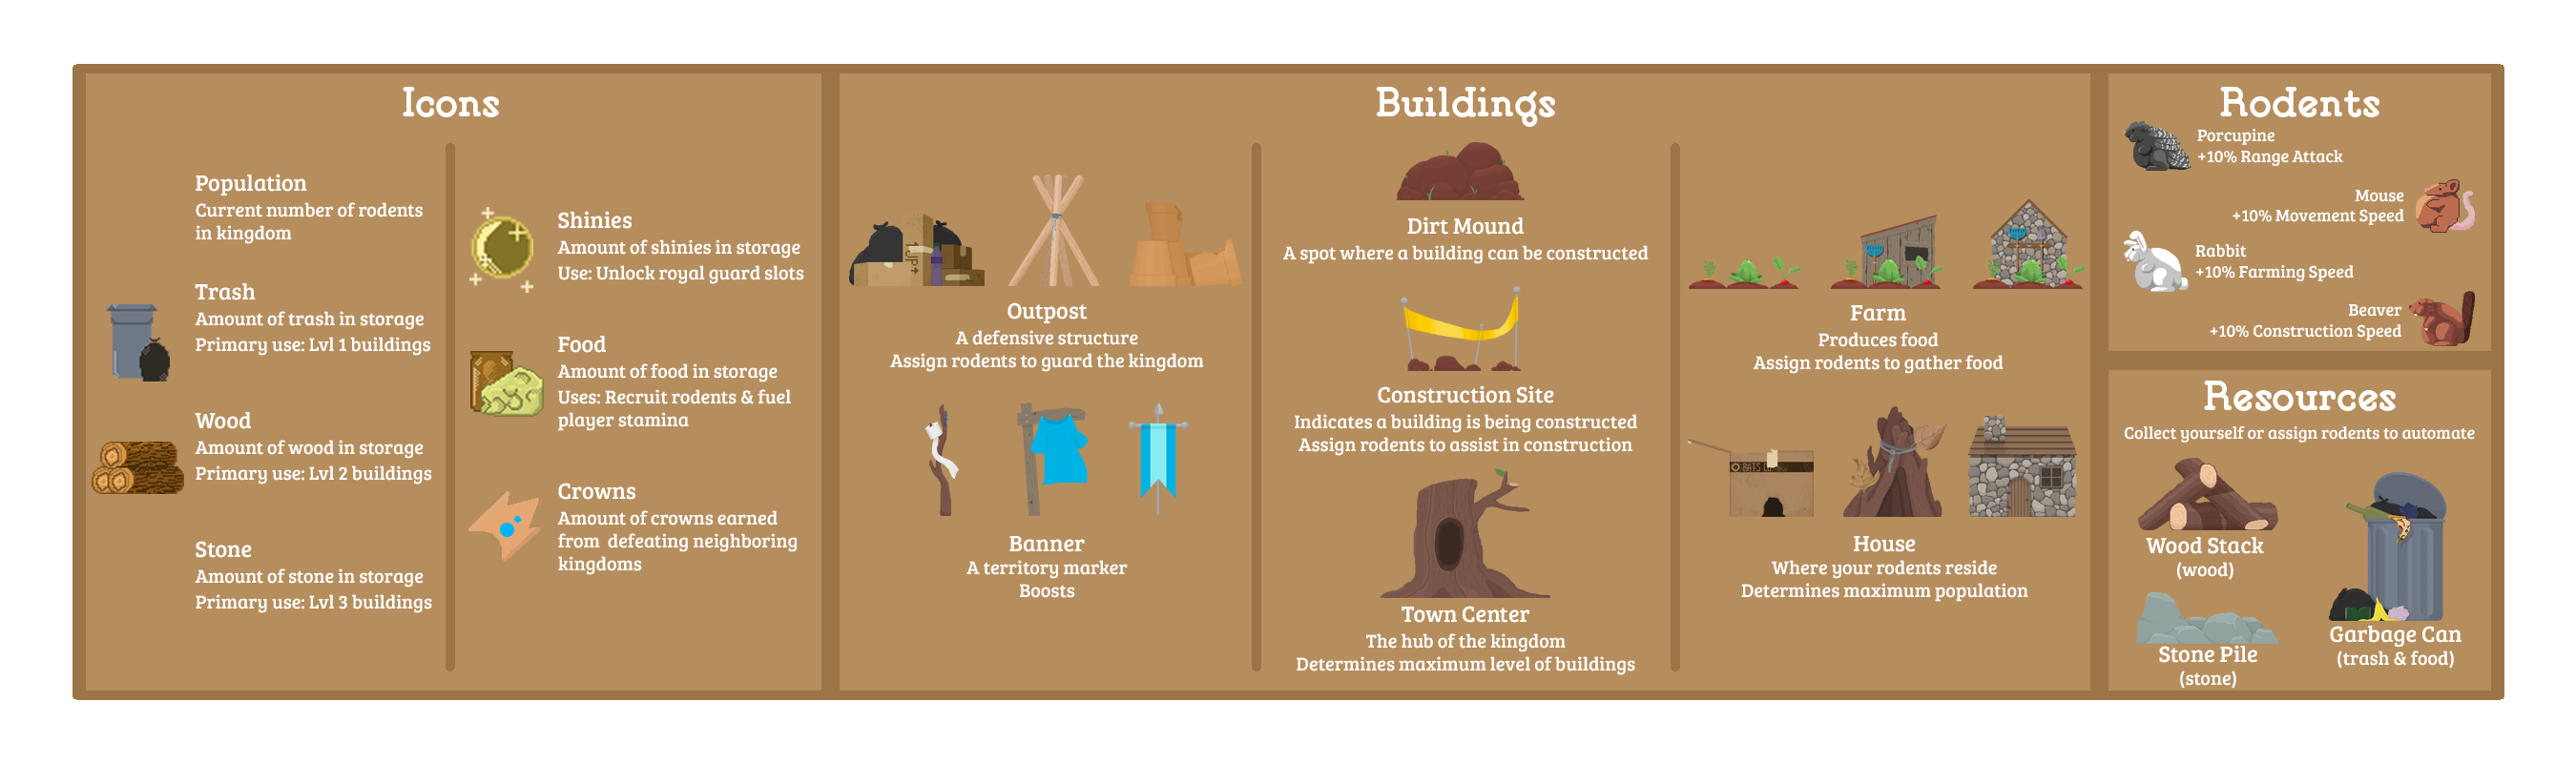 Icons
Population
Current number of rodents
in kingdom
Trash
Amount of trash in storage
Primary use: Lvl 1 buildings
Wood
Amount of wood in storage
Primary use: Lvl 2 buildings
Stone
Amount of stone in storage
Primary use: Lvl 3 buildings
Shinies
Amount of shinies in storage
Use: Unlock royal guard slots
Food
Amount of food in storage
Uses: Recruit rodents & fuel
player stamina
Crowns
Amount of crowns earned
from defeating neighboring
kingdoms
Buildings
UP
Outpost
A defensive structure
Assign rodents to guard the kingdom
Banner
A territory marker
Boosts
Dirt Mound
A spot where a building can be constructed
Construction Site
Indicates a building is being constructed
Assign rodents to assist in construction
Town Center
The hub of the kingdom
Determines maximum level of buildings
Farm
Produces food
Assign rodents to gather food
House
Where your rodents reside
Determines maximum population
Rodents
Porcupine
+10% Range Attack
Mouse
+10% Movement Speed
Rabbit
+10% Farming Speed
Beaver
+10% Construction Speed
Resources
Collect yourself or assign rodents to automate
Wood Stack
(wood)
Stone Pile
(stone)
Garbage Can
(trash & food)